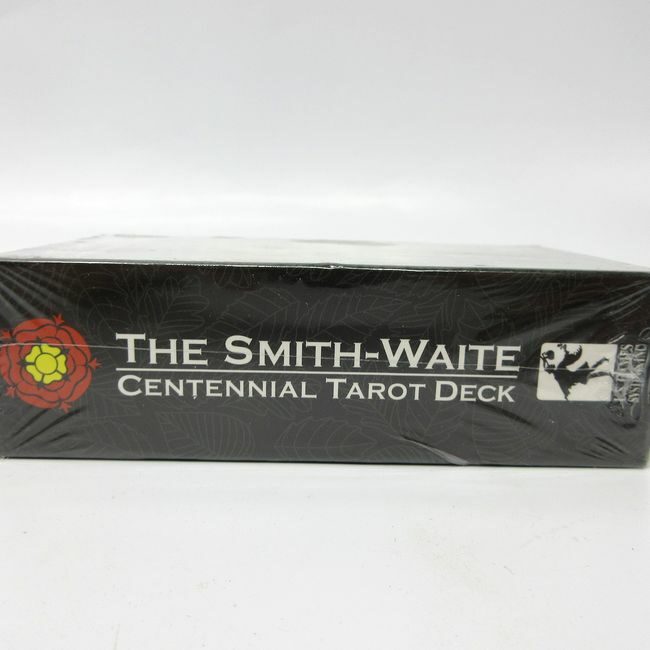 THE SMITH-WAITE
CENTENNIAL TAROT DECK